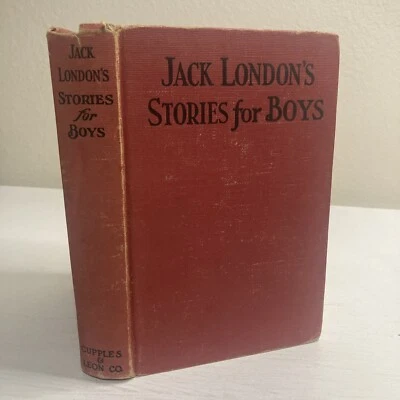 JACK
LONDON'S
STORIES
for
BOYS
CUPPLES
&
LEON CO.
JACK LONDON'S
STORIES for BOYS